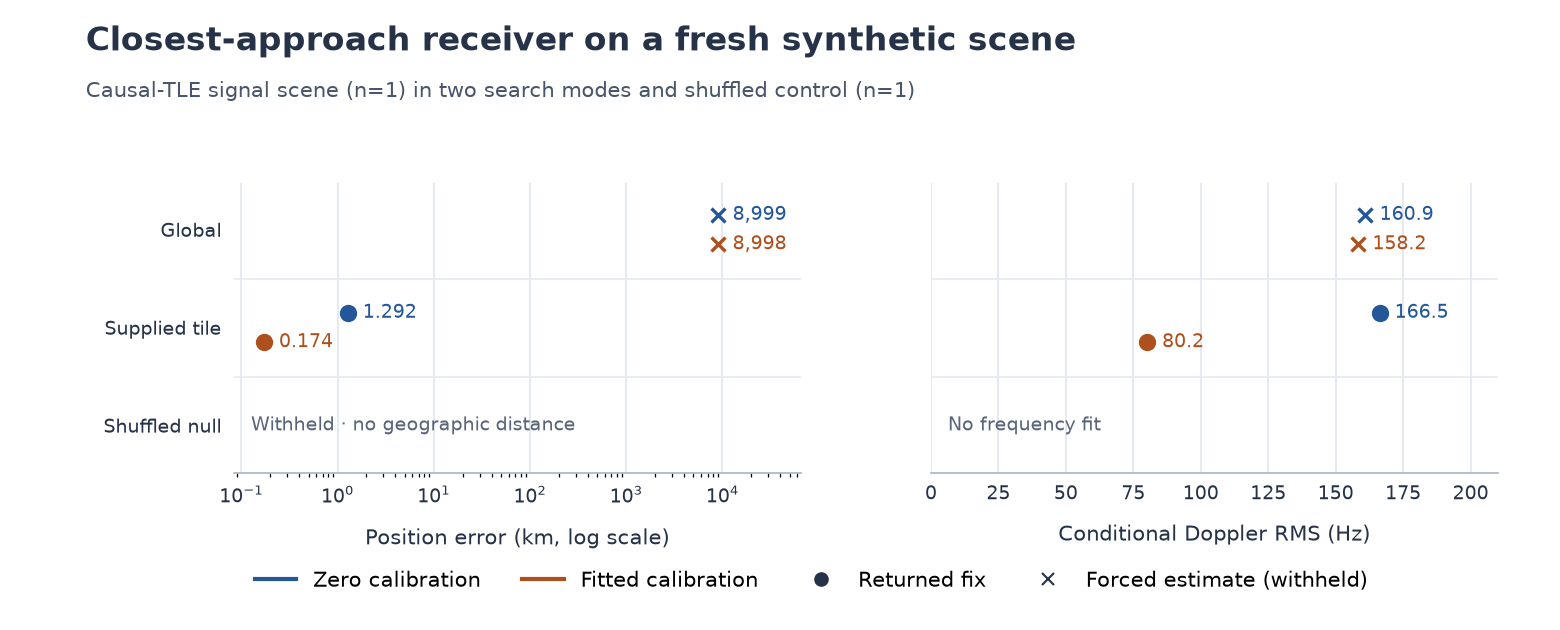 Closest-approach receiver on a fresh synthetic scene
Causal-TLE signal scene (n=1) in two search modes and shuffled control (n=1)
Global
8,999
8,998
160.9
158.2
Supplied tile
1.292
0.174
166.5
80.2
Shuffled null
Withheld · no geographic distance
No frequency fit
10⁻¹ 10⁰ 10¹ 10² 10³ 10⁴
0 25 50 75 100 125 150 175 200
Position error (km, log scale)
Conditional Doppler RMS (Hz)
Zero calibration Fitted calibration Returned fix Forced estimate (withheld)